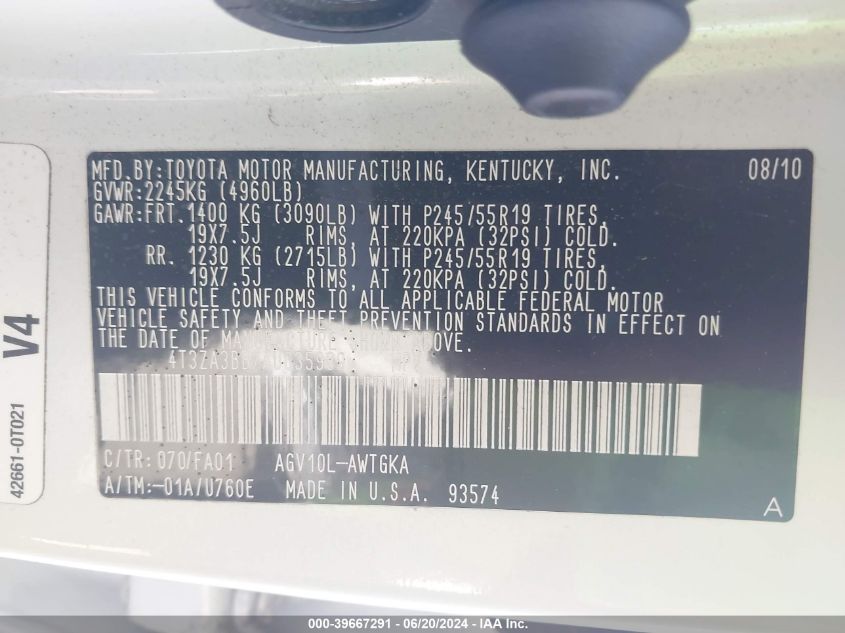 MFD.BY:TOYOTA MOTOR MANUFACTURING, KENTUCKY, INC. 08/10
GVWR:2245KG (4960LB)
GAWR:FRT. 1400 KG (3090LB) WITH P245/55R19 TIRES,
19X7.5J RIMS, AT 220KPA (32PSI) COLD.
RR. 1230 KG (2715LB) WITH P245/55R19 TIRES,
19X7.5J RIMS, AT 220KPA (32PSI) COLD.
THIS VEHICLE CONFORMS TO ALL APPLICABLE FEDERAL MOTOR
VEHICLE SAFETY AND THEFT PREVENTION STANDARDS IN EFFECT ON
THE DATE OF MANUFACTURE SHOWN ABOVE.
C/TR: 070/FA01 AGV10L-AWTGKA
A/TM:-01A/U760E MADE IN U.S.A. 93574
A
V4
42661-0T021
000-39667291 - 06/20/2024 - IAA Inc.